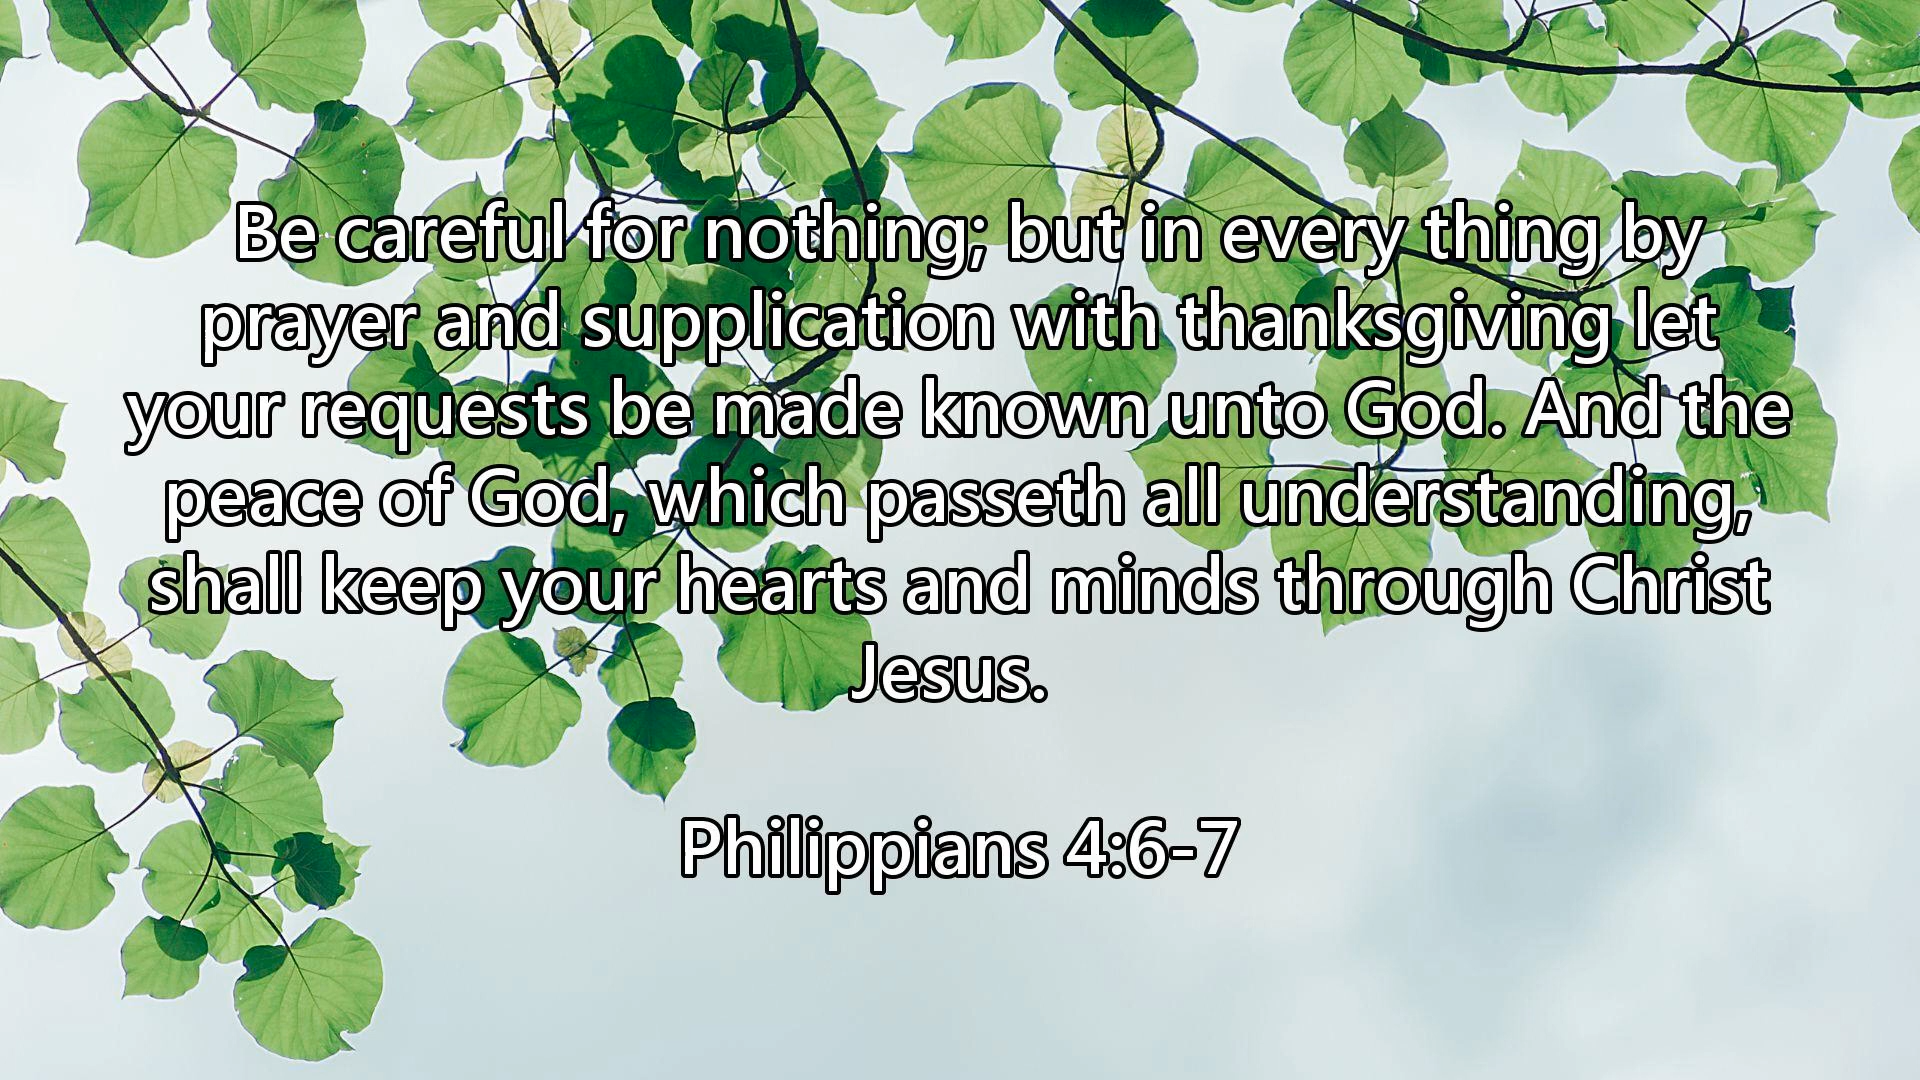 Be careful for nothing; but in every thing by
prayer and supplication with thanksgiving let
your requests be made known unto God. And the
peace of God, which passeth all understanding,
shall keep your hearts and minds through Christ
Jesus.
Philippians 4:6-7